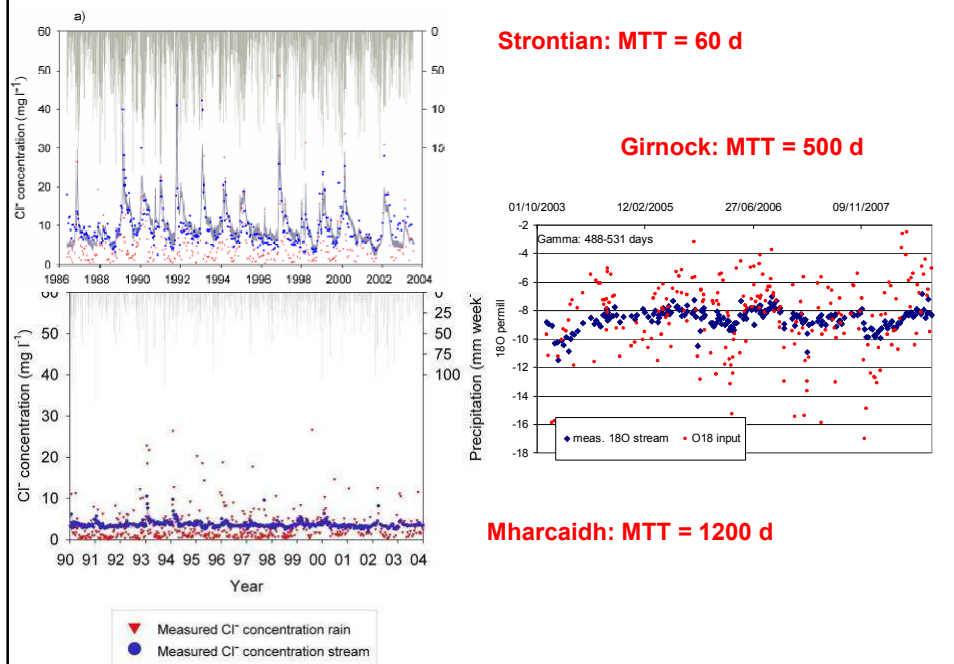 a)
Strontian: MTT = 60 d
Girnock: MTT = 500 d
Mharcaidh: MTT = 1200 d
Cl⁻ concentration (mg l⁻¹)
60
50
40
30
20
10
0
0
50
10
15
1986 1988 1990 1992 1994 1996 1998 2000 2002 2004
Cl⁻ concentration (mg l⁻¹)
60
50
40
30
20
10
0
0
25
50
75
100
Precipitation (mm week
90 91 92 93 94 95 96 97 98 99 00 01 02 03 04
Year
Measured Cl⁻ concentration rain
Measured Cl⁻ concentration stream
01/10/2003 12/02/2005 27/06/2006 09/11/2007
Gamma: 488-531 days
18O permill
-2
-4
-6
-8
-10
-12
-14
-16
-18
meas. 18O stream O18 input